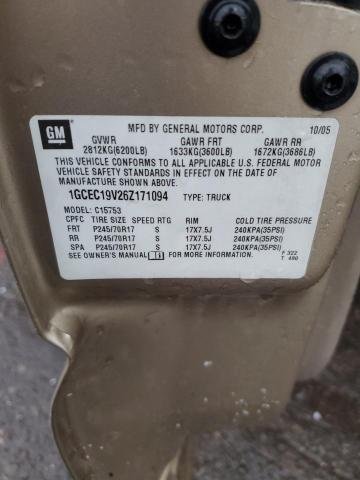 GM
MFD BY GENERAL MOTORS CORP. 10/05
GVWR GAWR FRT GAWR RR
2812KG(6200LB) 1633KG(3600LB) 1672KG(3686LB)
THIS VEHICLE CONFORMS TO ALL APPLICABLE U.S. FEDERAL MOTOR
VEHICLE SAFETY STANDARDS IN EFFECT ON THE DATE OF
MANUFACTURE SHOWN ABOVE.
1GCEC19V26Z171094 TYPE: TRUCK
MODEL: C15753
CPFC TIRE SIZE SPEED RTG RIM COLD TIRE PRESSURE
FRT P245/70R17 S 17X7.5J 240KPA(35PSI)
RR P245/70R17 S 17X7.5J 240KPA(35PSI)
SPA P245/70R17 S 17X7.5J 240KPA(35PSI)
SEE OWNER'S MANUAL FOR MORE INFORMATION. F 322
T 490